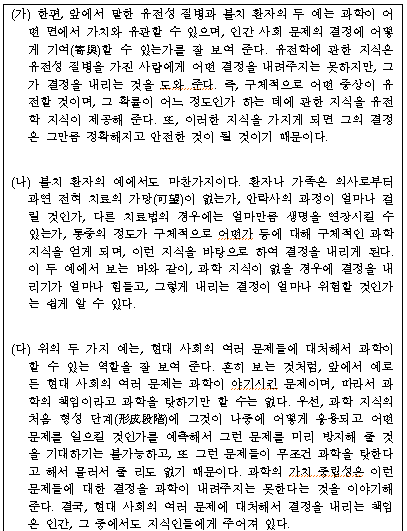 (가) 한편, 앞에서 말한 유전성 질병과 불치 환자의 두 예는 과학이 어
떤 면에서 가치와 유관할 수 있으며, 인간 사회 문제의 결정에 어떻
게 기여(寄與)할 수 있는가를 잘 보여 준다. 유전학에 관한 지식은
유전성 질병을 가진 사람에게 어떤 결정을 내려주지는 못하지만, 그
가 결정을 내리는 것을 도와 준다. 즉, 구체적으로 어떤 증상이 유
전할 것이며, 그 확률이 어느 정도인가 하는 데에 관한 지식을 유전
학 지식이 제공해 준다. 또, 이러한 지식을 가지게 되면 그의 결정
은 그만큼 정확해지고 안전한 것이 될 것이기 때문이다.
(나) 불치 환자의 예에서도 마찬가지이다. 환자나 가족은 의사로부터
과연 전혀 치료의 가망(可望)이 없는가, 안락사의 과정이 얼마나 걸
릴 것인가, 다른 치료법의 경우에는 얼마만큼 생명을 연장시킬 수
있는가, 통증의 정도가 구체적으로 어떤가 등에 대해 구체적인 과학
지식을 얻게 되며, 이런 지식을 바탕으로 하여 결정을 내리게 된다.
이 두 예에서 보는 바와 같이, 과학 지식이 없을 경우에 결정을 내
리기가 얼마나 힘들고, 그렇게 내리는 결정이 얼마나 위험할 것인가
는 쉽게 알 수 있다.
(다) 위의 두 가지 예는, 현대 사회의 여러 문제들에 대처해서 과학이
할 수 있는 역할을 잘 보여 준다. 흔히 보는 것처럼, 앞에서 예로
든 현대 사회의 여러 문제는 과학이 야기시킨 문제이며, 따라서 과
학의 책임이라고 과학을 탓하기만 할 수는 없다. 우선, 과학 지식의
처음 형성 단계(形成段階)에 그것이 나중에 어떻게 응용되고 어떤
문제를 일으킬 것인가를 예측해서 그런 문제를 미리 방지해 줄 것
을 기대하기는 불가능하고, 또 그런 문제들이 무조건 과학을 탓한다
고 해서 물러서 줄 리도 없기 때문이다. 과학의 가치 중립성은 이런
문제들에 대한 결정을 과학이 내려주지는 못한다는 것을 이야기해
준다. 결국, 현대 사회의 여러 문제에 대처해서 결정을 내리는 책임
은 인간, 그 중에서도 지식인들에게 주어져 있다.